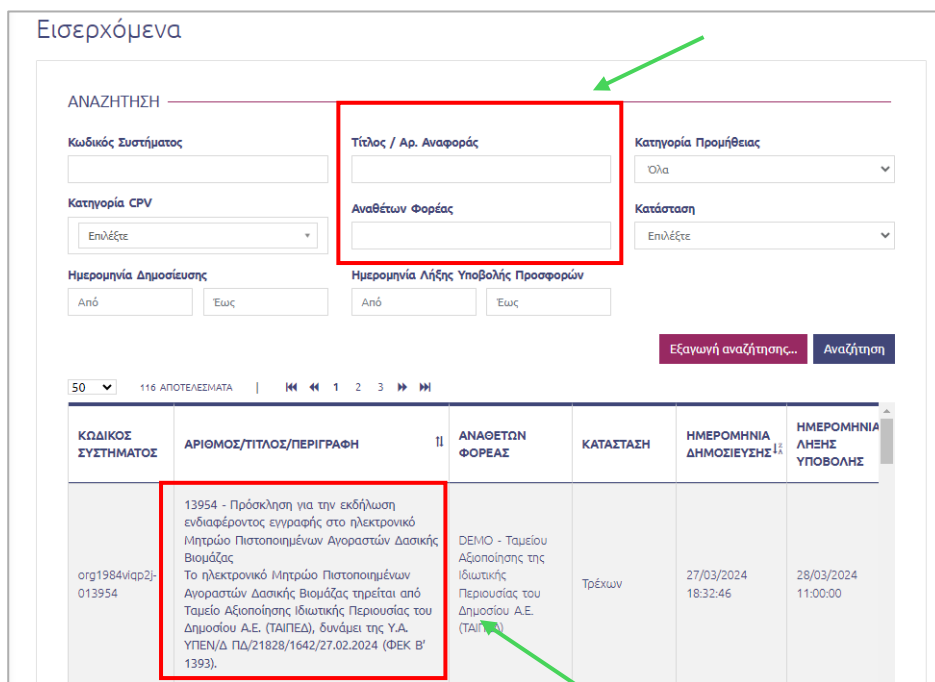 Εισερχόμενα
ΑΝΑΖΗΤΗΣΗ
Κωδικός Συστήματος
Τίτλος / Αρ. Αναφοράς
Κατηγορία Προμήθειας
Όλα
Κατηγορία CPV
Αναθέτων Φορέας
Κατάσταση
Επιλέξτε
Επιλέξτε
Ημερομηνία Δημοσίευσης
Ημερομηνία Λήξης Υποβολής Προσφορών
Από Έως Από Έως
Εξαγωγή αναζήτησης... Αναζήτηση
50 116 ΑΠΟΤΕΛΕΣΜΑΤΑ | 1 2 3
ΚΩΔΙΚΟΣ
ΣΥΣΤΗΜΑΤΟΣ
ΑΡΙΘΜΟΣ/ΤΙΤΛΟΣ/ΠΕΡΙΓΡΑΦΗ
ΑΝΑΘΕΤΩΝ
ΦΟΡΕΑΣ
ΚΑΤΑΣΤΑΣΗ
ΗΜΕΡΟΜΗΝΙΑ
ΔΗΜΟΣΙΕΥΣΗΣ
ΗΜΕΡΟΜΗΝΙΑ
ΛΗΞΗΣ
ΥΠΟΒΟΛΗΣ
org1984viqp2j-
013954
13954 - Πρόσκληση για την εκδήλωση
ενδιαφέροντος εγγραφής στο ηλεκτρονικό
Μητρώο Πιστοποιημένων Αγοραστών Δασικής
Βιομάζας
Το ηλεκτρονικό Μητρώο Πιστοποιημένων
Αγοραστών Δασικής Βιομάζας τηρείται από
Ταμείο Αξιοποίησης Ιδιωτικής Περιουσίας του
Δημοσίου Α.Ε. (ΤΑΙΠΕΔ), δυνάμει της Υ.Α.
ΥΠΕΝ/Δ ΠΔ/21828/1642/27.02.2024 (ΦΕΚ Β'
1393).
DEMO - Ταμείου
Αξιοποίησης της
Ιδιωτικής
Περιουσίας του
Δημοσίου Α.Ε.
(ΤΑΙΠΕΔ)
Τρέχων
27/03/2024
18:32:46
28/03/2024
11:00:00